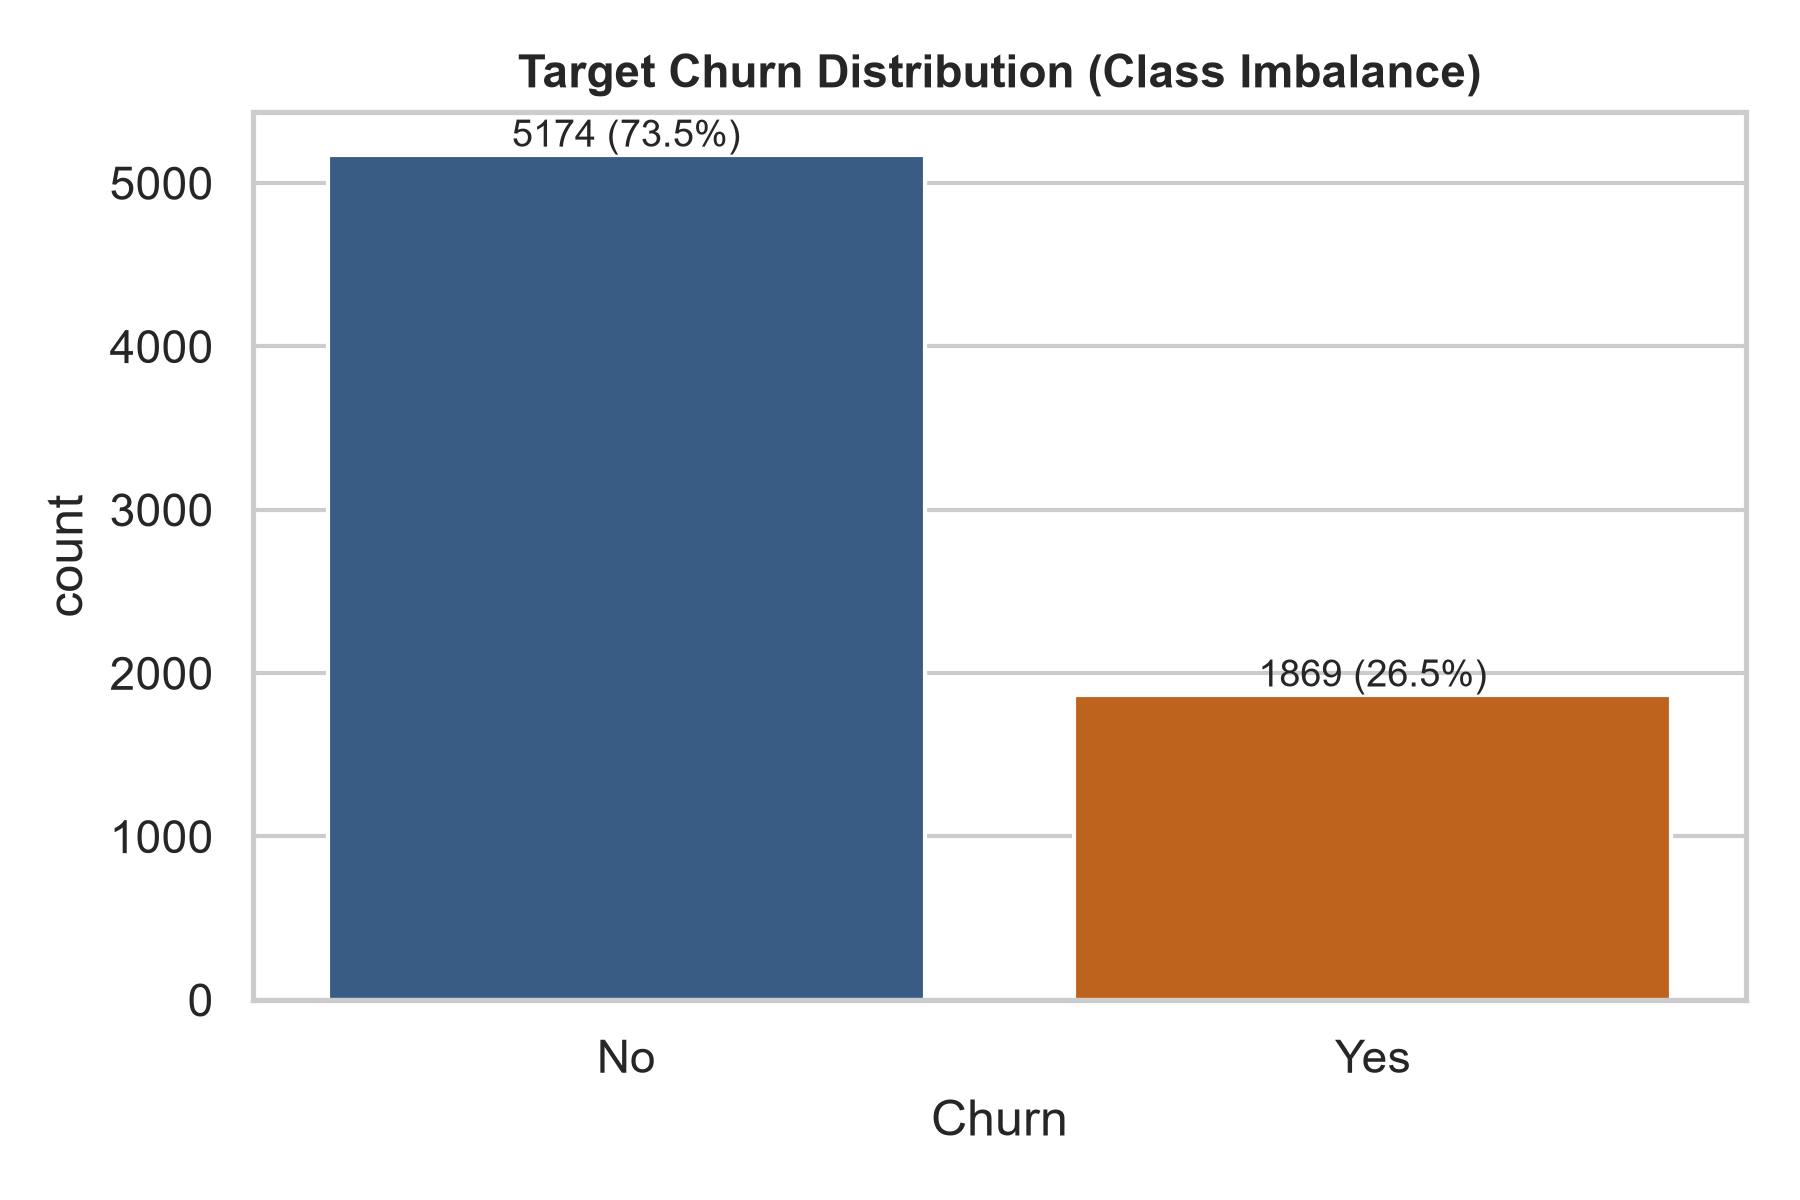 Target Churn Distribution (Class Imbalance)
5174 (73.5%)
5000
4000
3000
2000
1869 (26.5%)
1000
0
count
No
Yes
Churn